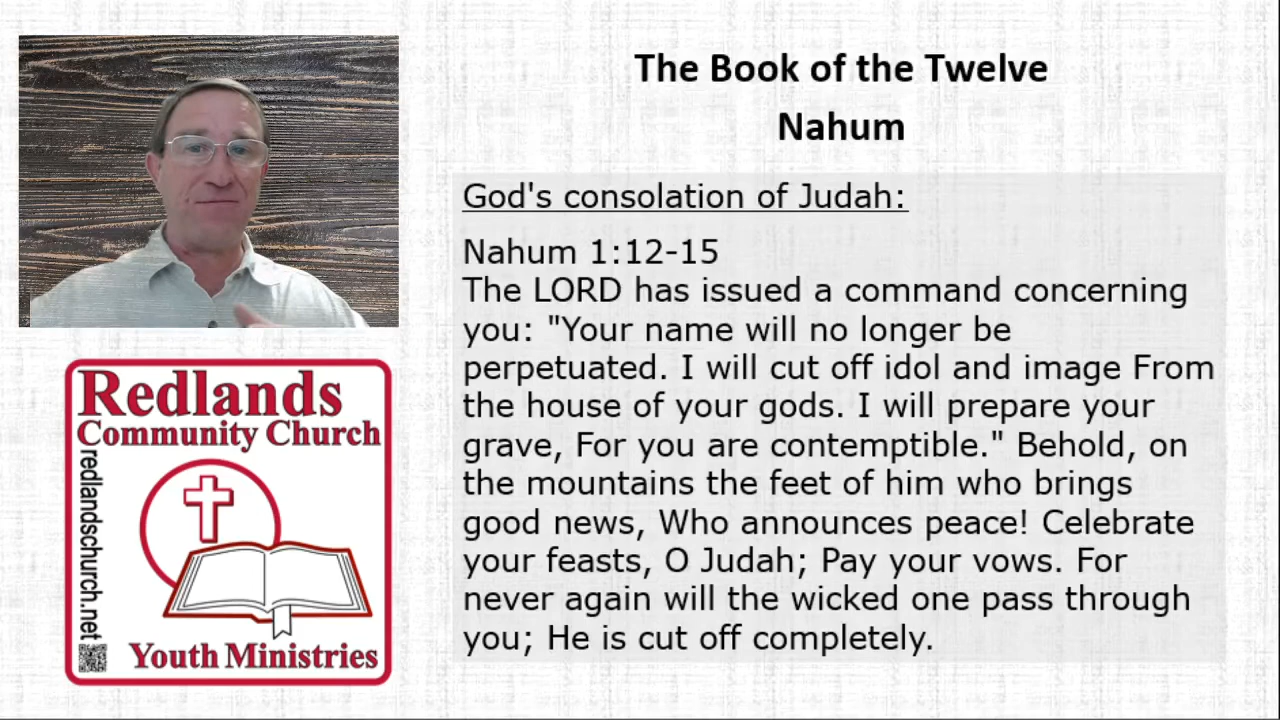 The Book of the Twelve
Nahum
God's consolation of Judah:
Nahum 1:12-15
The LORD has issued a command concerning
you: "Your name will no longer be
perpetuated. I will cut off idol and image From
the house of your gods. I will prepare your
grave, For you are contemptible." Behold, on
the mountains the feet of him who brings
good news, Who announces peace! Celebrate
your feasts, O Judah; Pay your vows. For
never again will the wicked one pass through
you; He is cut off completely.
Redlands
Community Church
redlandschurch.net
Youth Ministries